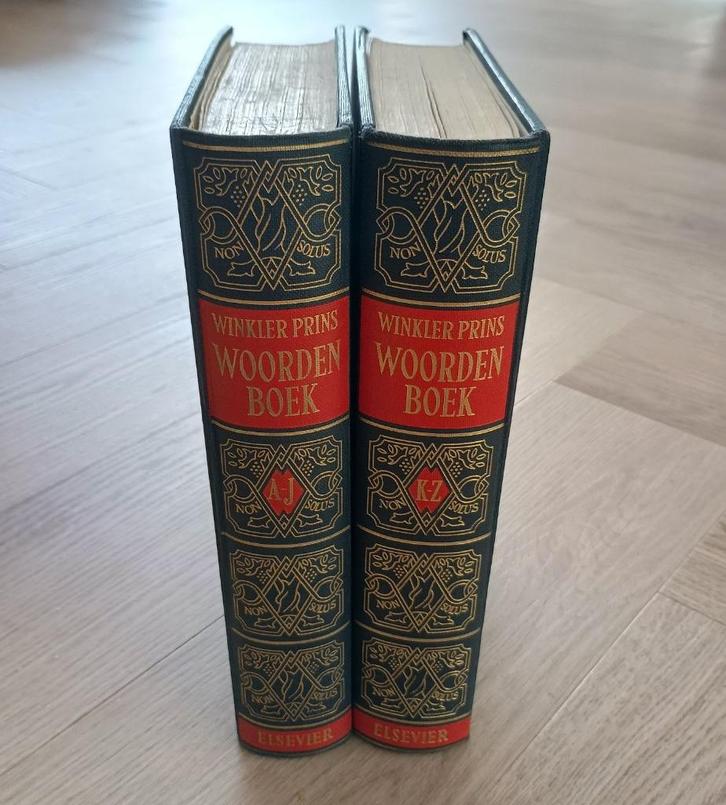 NON SOLUS
WINKLER PRINS
WOORDEN
BOEK
A-J
NON SOLUS
NON SOLUS
NON SOLUS
ELSEVIER
NON SOLUS
WINKLER PRINS
WOORDEN
BOEK
K-Z
NON SOLUS
NON SOLUS
NON SOLUS
ELSEVIER